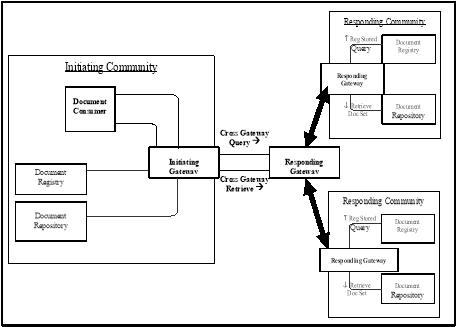 Initiating Community
Document
Consumer
Initiating
Gateway
Document
Registry
Document
Repository
Cross Gateway
Query →
Cross Gateway
Retrieve →
Responding
Gateway
Responding Community
↑ Reg Stored
Query
Document
Registry
Responding
Gateway
↓ Retrieve
Doc Set
Document
Repository
Responding Community
↑ Reg Stored
Query
Document
Registry
Responding Gateway
↓ Retrieve
Doc Set
Document
Repository